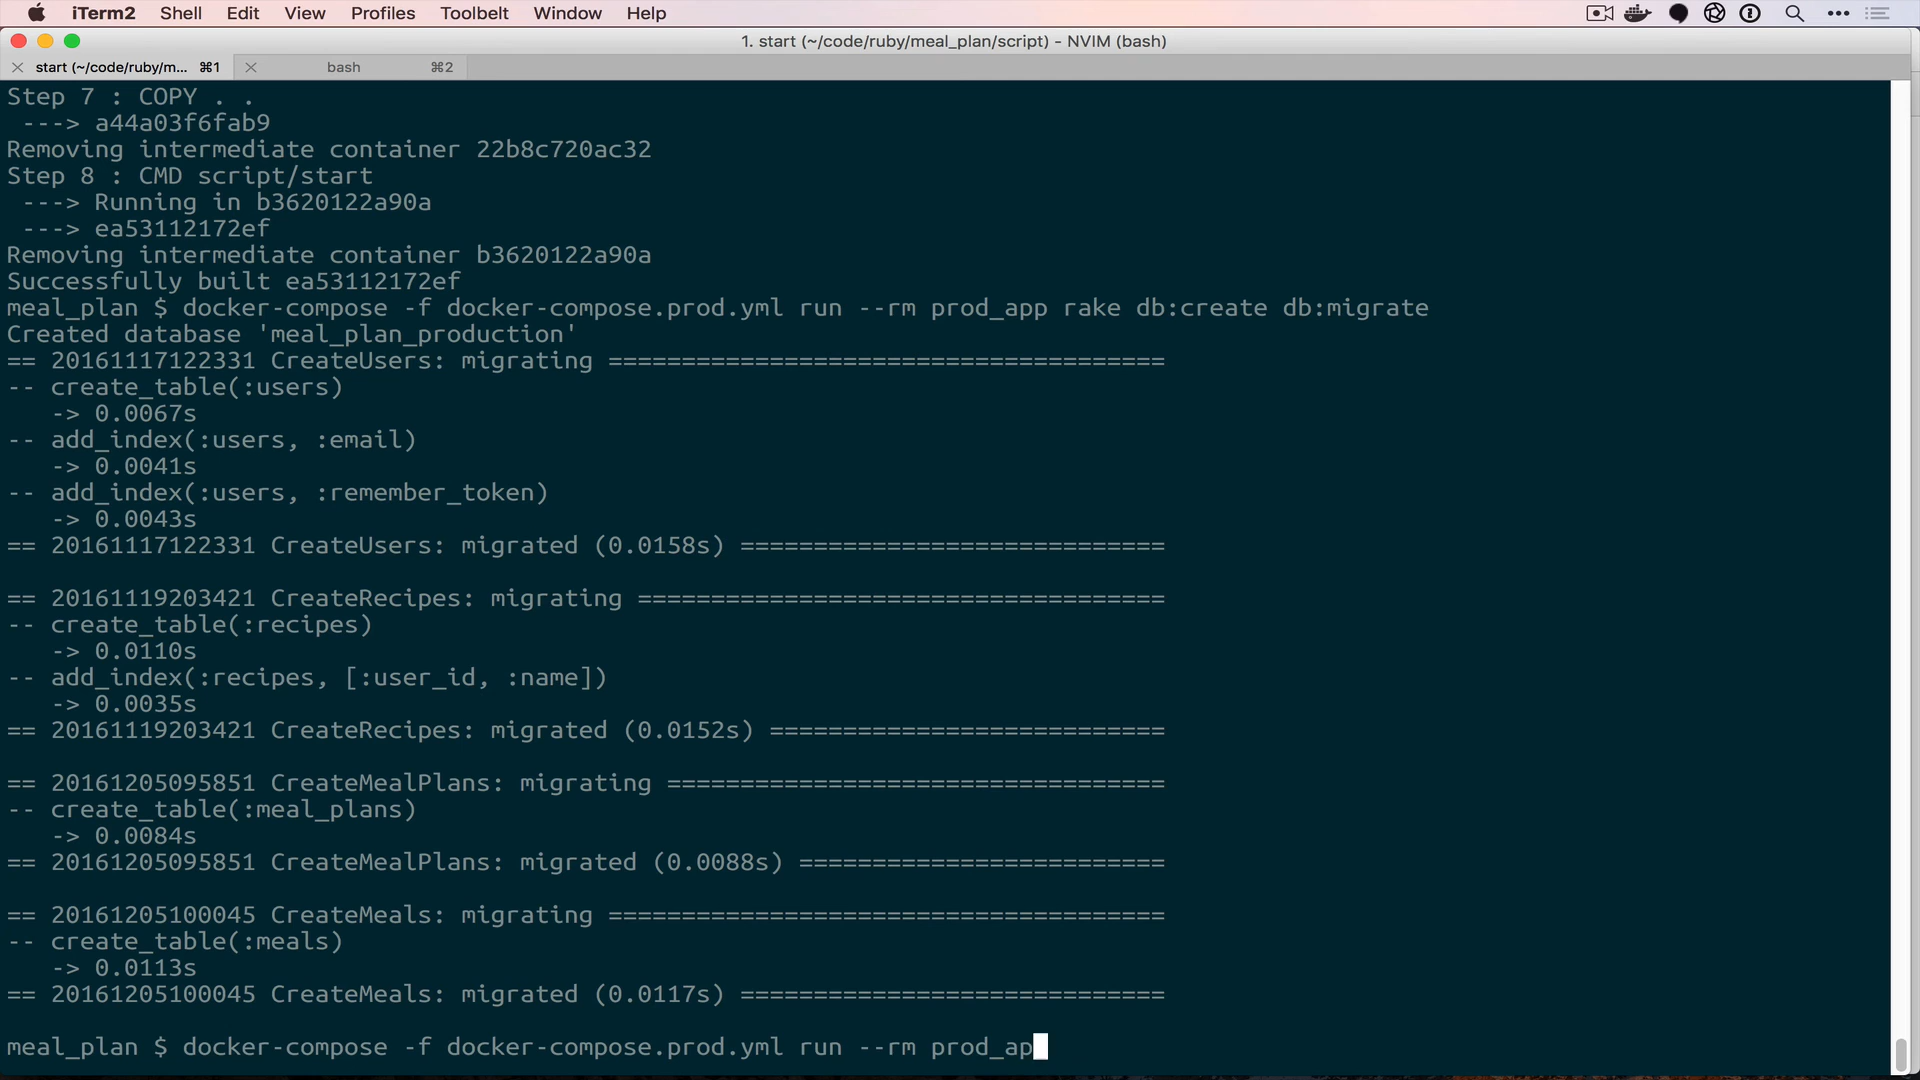 iTerm2 Shell Edit View Profiles Toolbelt Window Help
1. start (~/code/ruby/meal_plan/script) - NVIM (bash)
start (~/code/ruby/m... ⌘1 bash ⌘2
Step 7 : COPY . .
 ---> a44a03f6fab9
Removing intermediate container 22b8c720ac32
Step 8 : CMD script/start
 ---> Running in b3620122a90a
 ---> ea53112172ef
Removing intermediate container b3620122a90a
Successfully built ea53112172ef
meal_plan $ docker-compose -f docker-compose.prod.yml run --rm prod_app rake db:create db:migrate
Created database 'meal_plan_production'
== 20161117122331 CreateUsers: migrating ======================================
-- create_table(:users)
   -> 0.0067s
-- add_index(:users, :email)
   -> 0.0041s
-- add_index(:users, :remember_token)
   -> 0.0043s
== 20161117122331 CreateUsers: migrated (0.0158s) =============================
== 20161119203421 CreateRecipes: migrating ====================================
-- create_table(:recipes)
   -> 0.0110s
-- add_index(:recipes, [:user_id, :name])
   -> 0.0035s
== 20161119203421 CreateRecipes: migrated (0.0152s) ===========================
== 20161205095851 CreateMealPlans: migrating ==================================
-- create_table(:meal_plans)
   -> 0.0084s
== 20161205095851 CreateMealPlans: migrated (0.0088s) =========================
== 20161205100045 CreateMeals: migrating ======================================
-- create_table(:meals)
   -> 0.0113s
== 20161205100045 CreateMeals: migrated (0.0117s) =============================
meal_plan $ docker-compose -f docker-compose.prod.yml run --rm prod_ap